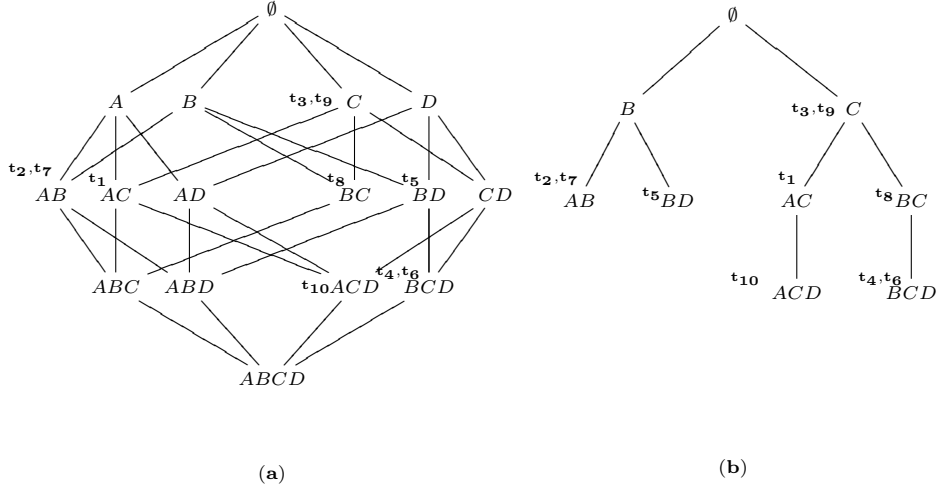 ∅ ∅
A B t₃,t₉ C D
B t₃,t₉ C
t₂,t₇ AB t₁ AC AD t₈ BC t₅ BD CD
t₂,t₇ AB t₅ BD t₁ AC t₈ BC
ABC ABD t₁₀ ACD t₄,t₆ BCD
t₁₀ ACD t₄,t₆ BCD
ABCD
(a) (b)